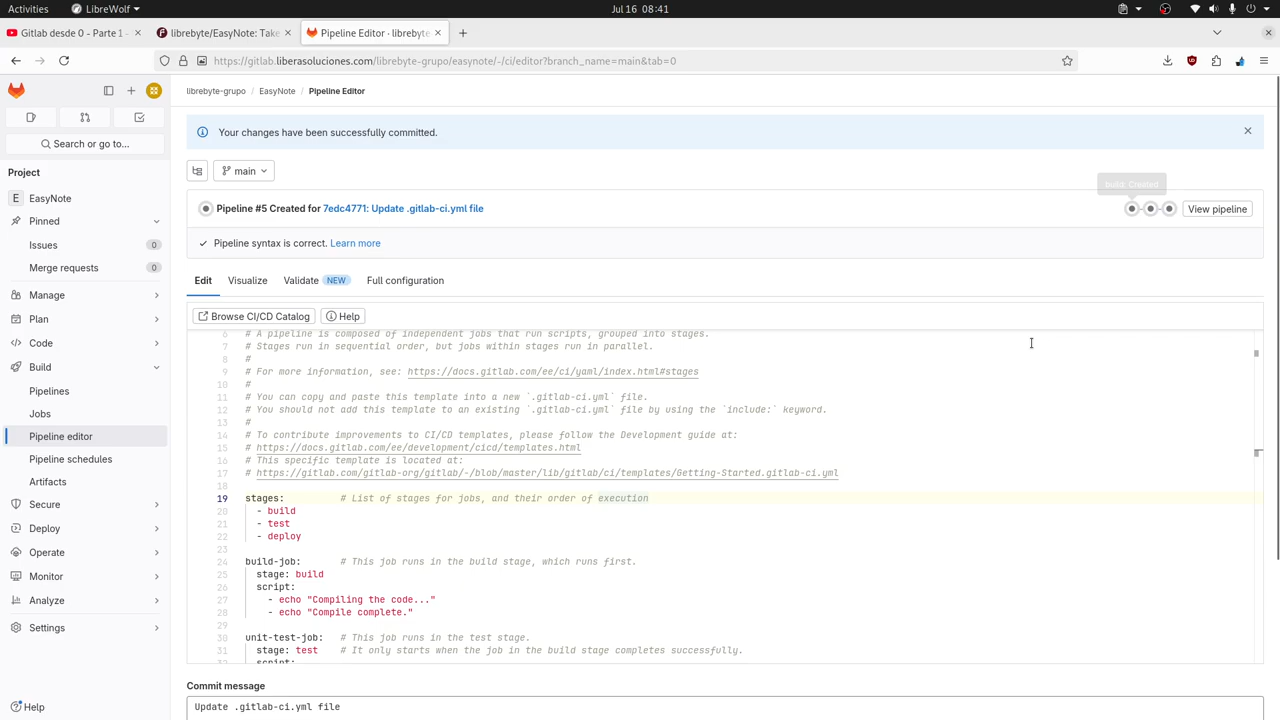 Activities
LibreWolf
Jul 16 08:41
Gitlab desde 0 - Parte 1 -
librebyte/EasyNote: Take
Pipeline Editor · librebyte
https://gitlab.liberasoluciones.com/librebyte-grupo/easynote/-/ci/editor?branch_name=main&tab=0
librebyte-grupo / EasyNote / Pipeline Editor
Search or go to...
Project
E EasyNote
Pinned
Issues 0
Merge requests 0
Manage
Plan
Code
Build
Pipelines
Jobs
Pipeline editor
Pipeline schedules
Artifacts
Secure
Deploy
Operate
Monitor
Analyze
Settings
Help
Your changes have been successfully committed.
main
build: Created
Pipeline #5 Created for 7edc4771: Update .gitlab-ci.yml file
View pipeline
Pipeline syntax is correct. Learn more
Edit
Visualize
Validate NEW
Full configuration
Browse CI/CD Catalog
Help
6 # A pipeline is composed of independent jobs that run scripts, grouped into stages.
7 # Stages run in sequential order, but jobs within stages run in parallel.
8 #
9 # For more information, see: https://docs.gitlab.com/ee/ci/yaml/index.html#stages
10 #
11 # You can copy and paste this template into a new `.gitlab-ci.yml` file.
12 # You should not add this template to an existing `.gitlab-ci.yml` file by using the `include:` keyword.
13 #
14 # To contribute improvements to CI/CD templates, please follow the Development guide at:
15 # https://docs.gitlab.com/ee/development/cicd/templates.html
16 # This specific template is located at:
17 # https://gitlab.com/gitlab-org/gitlab/-/blob/master/lib/gitlab/ci/templates/Getting-Started.gitlab-ci.yml
18
19 stages: # List of stages for jobs, and their order of execution
20 - build
21 - test
22 - deploy
23
24 build-job: # This job runs in the build stage, which runs first.
25 stage: build
26 script:
27 - echo "Compiling the code..."
28 - echo "Compile complete."
29
30 unit-test-job: # This job runs in the test stage.
31 stage: test # It only starts when the job in the build stage completes successfully.
32 script:
Commit message
Update .gitlab-ci.yml file